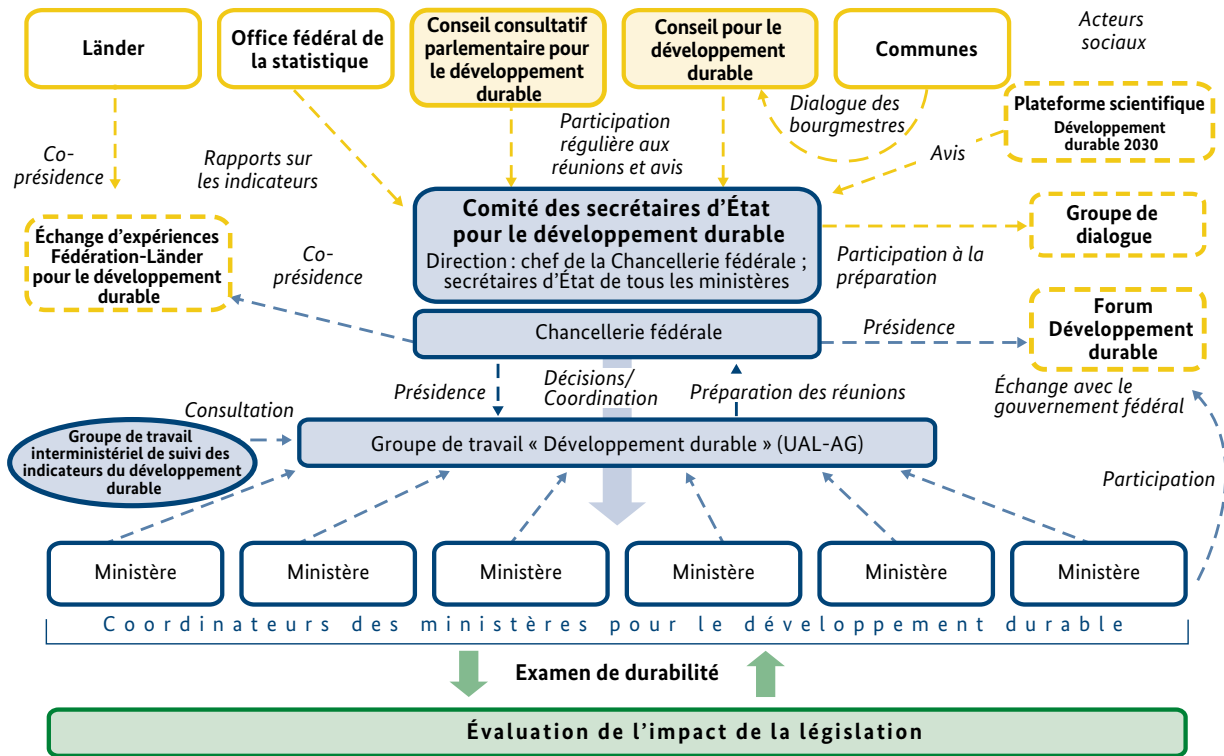 Länder
Office fédéral de
la statistique
Conseil consultatif
parlementaire pour
le développement
durable
Conseil pour le
développement
durable
Communes
Acteurs
sociaux
Dialogue des
bourgmestres
Plateforme scientifique
Développement
durable 2030
Co-
présidence
Rapports sur
les indicateurs
Participation
régulière aux
réunions et avis
Avis
Échange d’expériences
Fédération-Länder
pour le développement
durable
Co-
présidence
Comité des secrétaires d’État
pour le développement durable
Direction : chef de la Chancellerie fédérale ;
secrétaires d’État de tous les ministères
Participation à la
préparation
Groupe de
dialogue
Chancellerie fédérale
Présidence
Forum
Développement
durable
Présidence
Décisions/
Coordination
Préparation des réunions
Échange avec le
gouvernement fédéral
Consultation
Groupe de travail
interministériel de suivi des
indicateurs du développement
durable
Groupe de travail « Développement durable » (UAL-AG)
Participation
Ministère
Ministère
Ministère
Ministère
Ministère
Ministère
Coordinateurs des ministères pour le développement durable
Examen de durabilité
Évaluation de l’impact de la législation